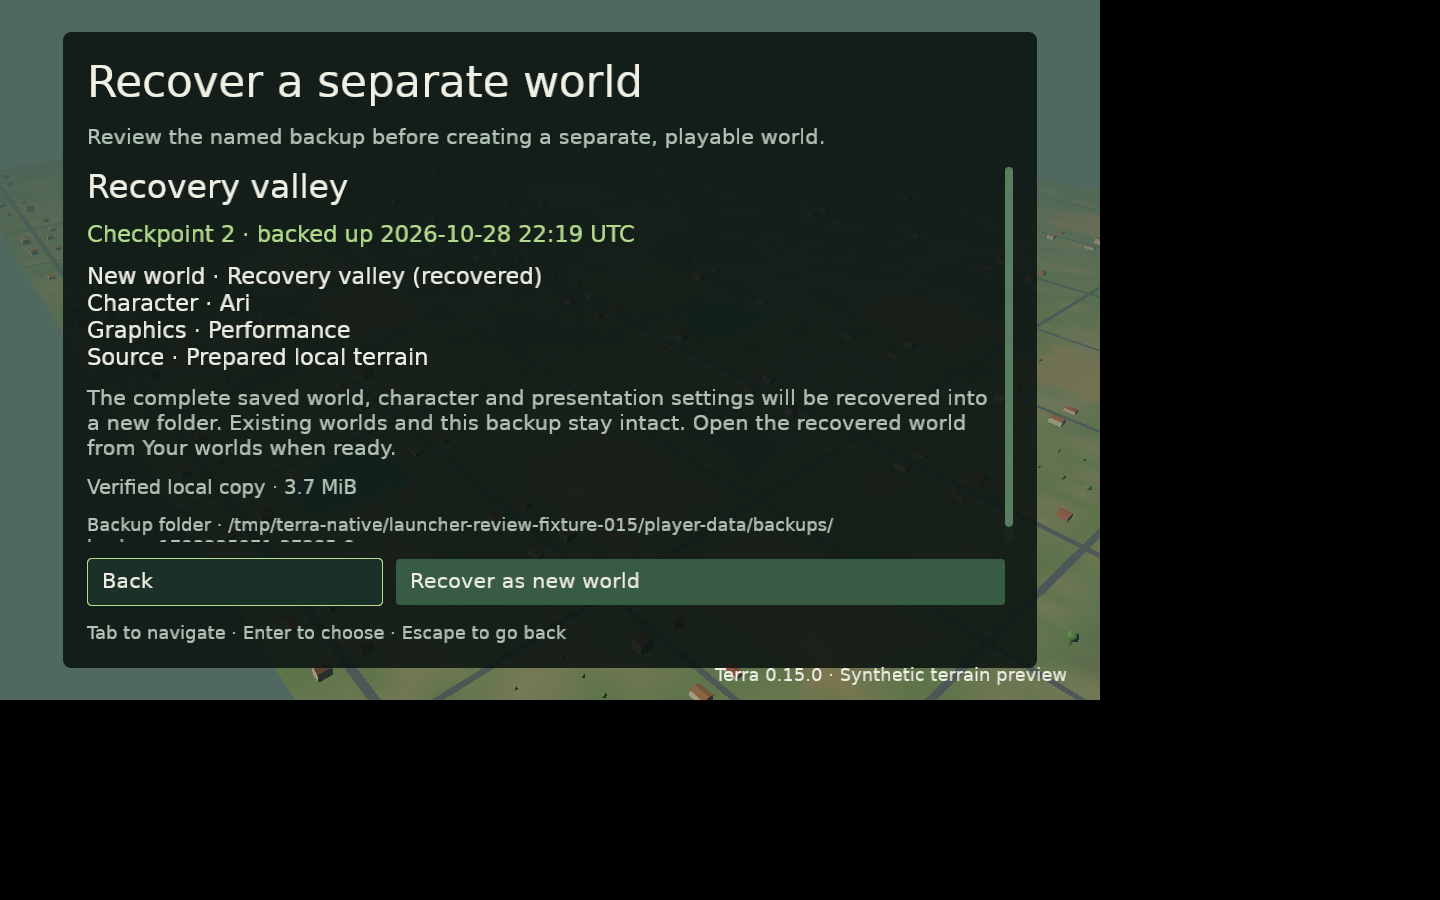 Recover a separate world
Review the named backup before creating a separate, playable world.
Recovery valley
Checkpoint 2 · backed up 2026-10-28 22:19 UTC
New world · Recovery valley (recovered)
Character · Ari
Graphics · Performance
Source · Prepared local terrain
The complete saved world, character and presentation settings will be recovered into
a new folder. Existing worlds and this backup stay intact. Open the recovered world
from Your worlds when ready.
Verified local copy · 3.7 MiB
Backup folder · /tmp/terra-native/launcher-review-fixture-015/player-data/backups/
Back
Recover as new world
Tab to navigate · Enter to choose · Escape to go back
Terra 0.15.0 · Synthetic terrain preview